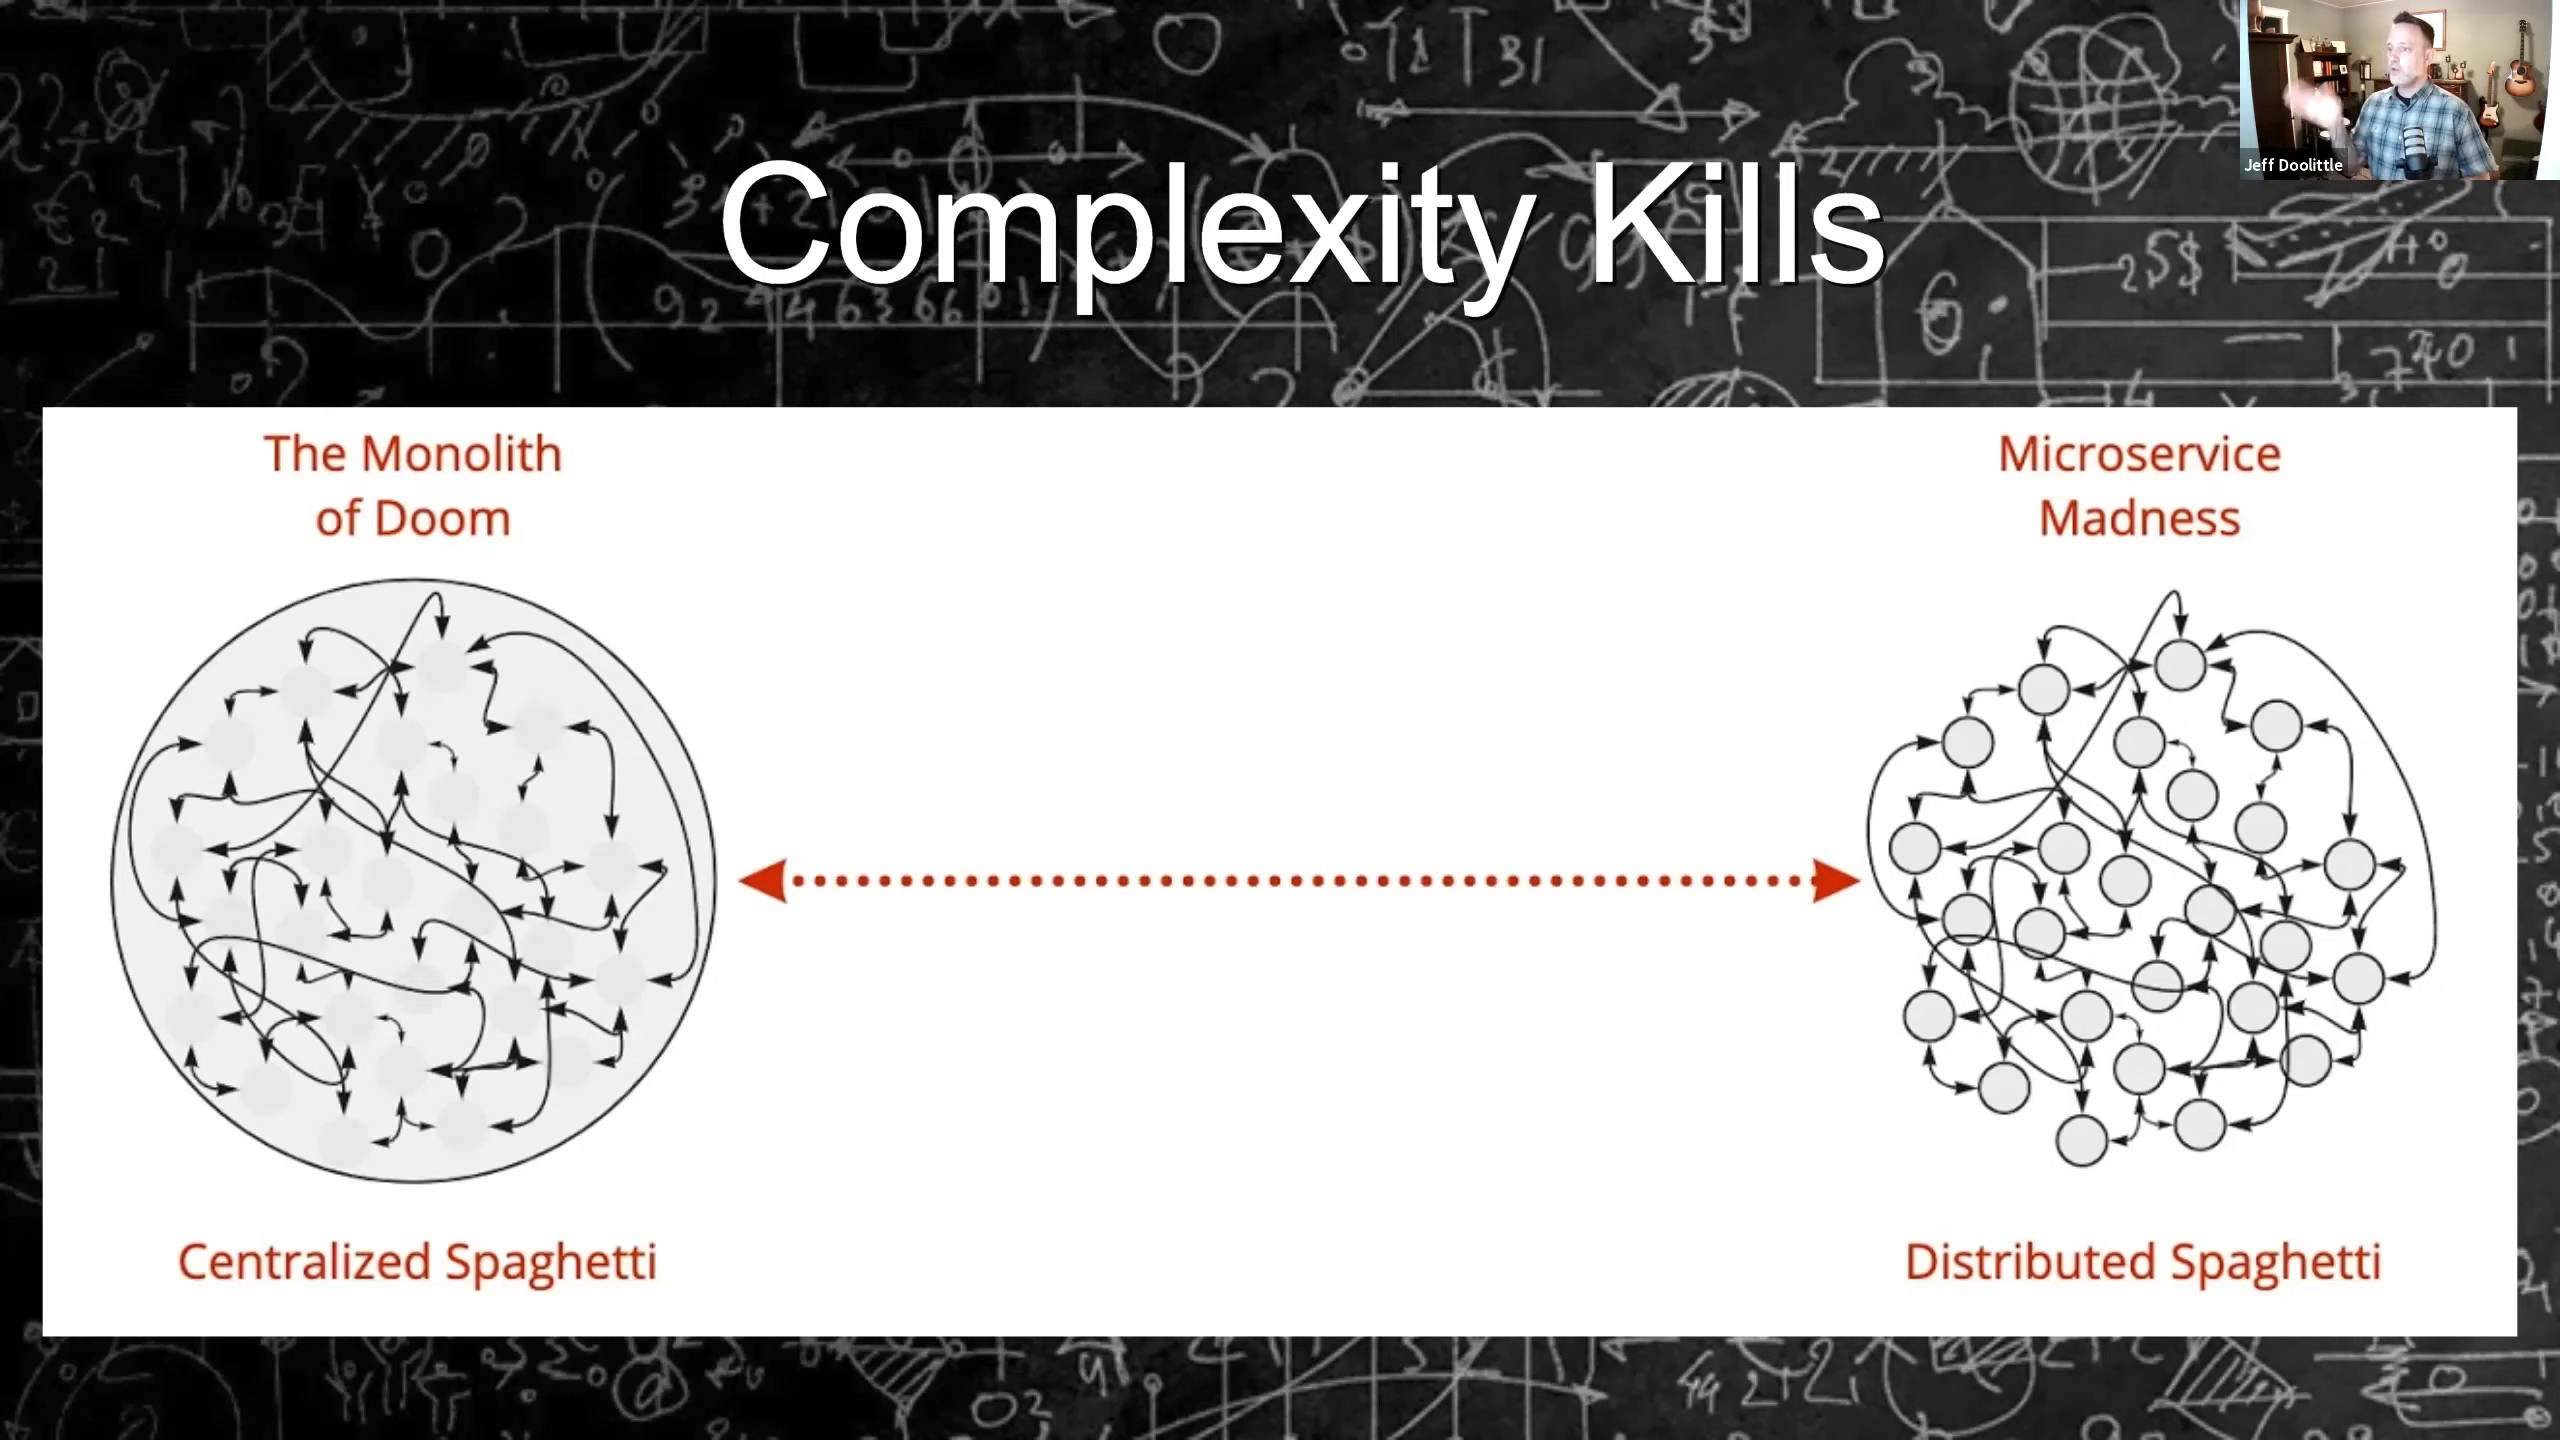 Jeff Doolittle
Complexity Kills
The Monolith
of Doom
Microservice
Madness
Centralized Spaghetti
Distributed Spaghetti